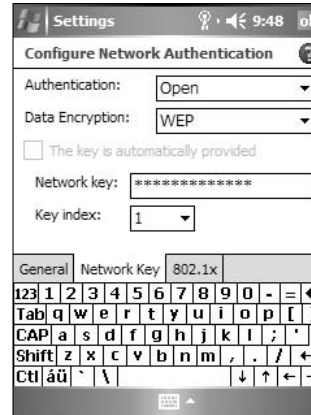 Settings 9:48 ok
Configure Network Authentication ?
Authentication: Open
Data Encryption: WEP
The key is automatically provided
Network key: *************
Key index: 1
General Network Key 802.1x
123 1 2 3 4 5 6 7 8 9 0 - =
Tab q w e r t y u i o p [
CAP a s d f g h j k l ; '
Shift z x c v b n m , . /
Ctl áü ` \ ↓ ↑ ←